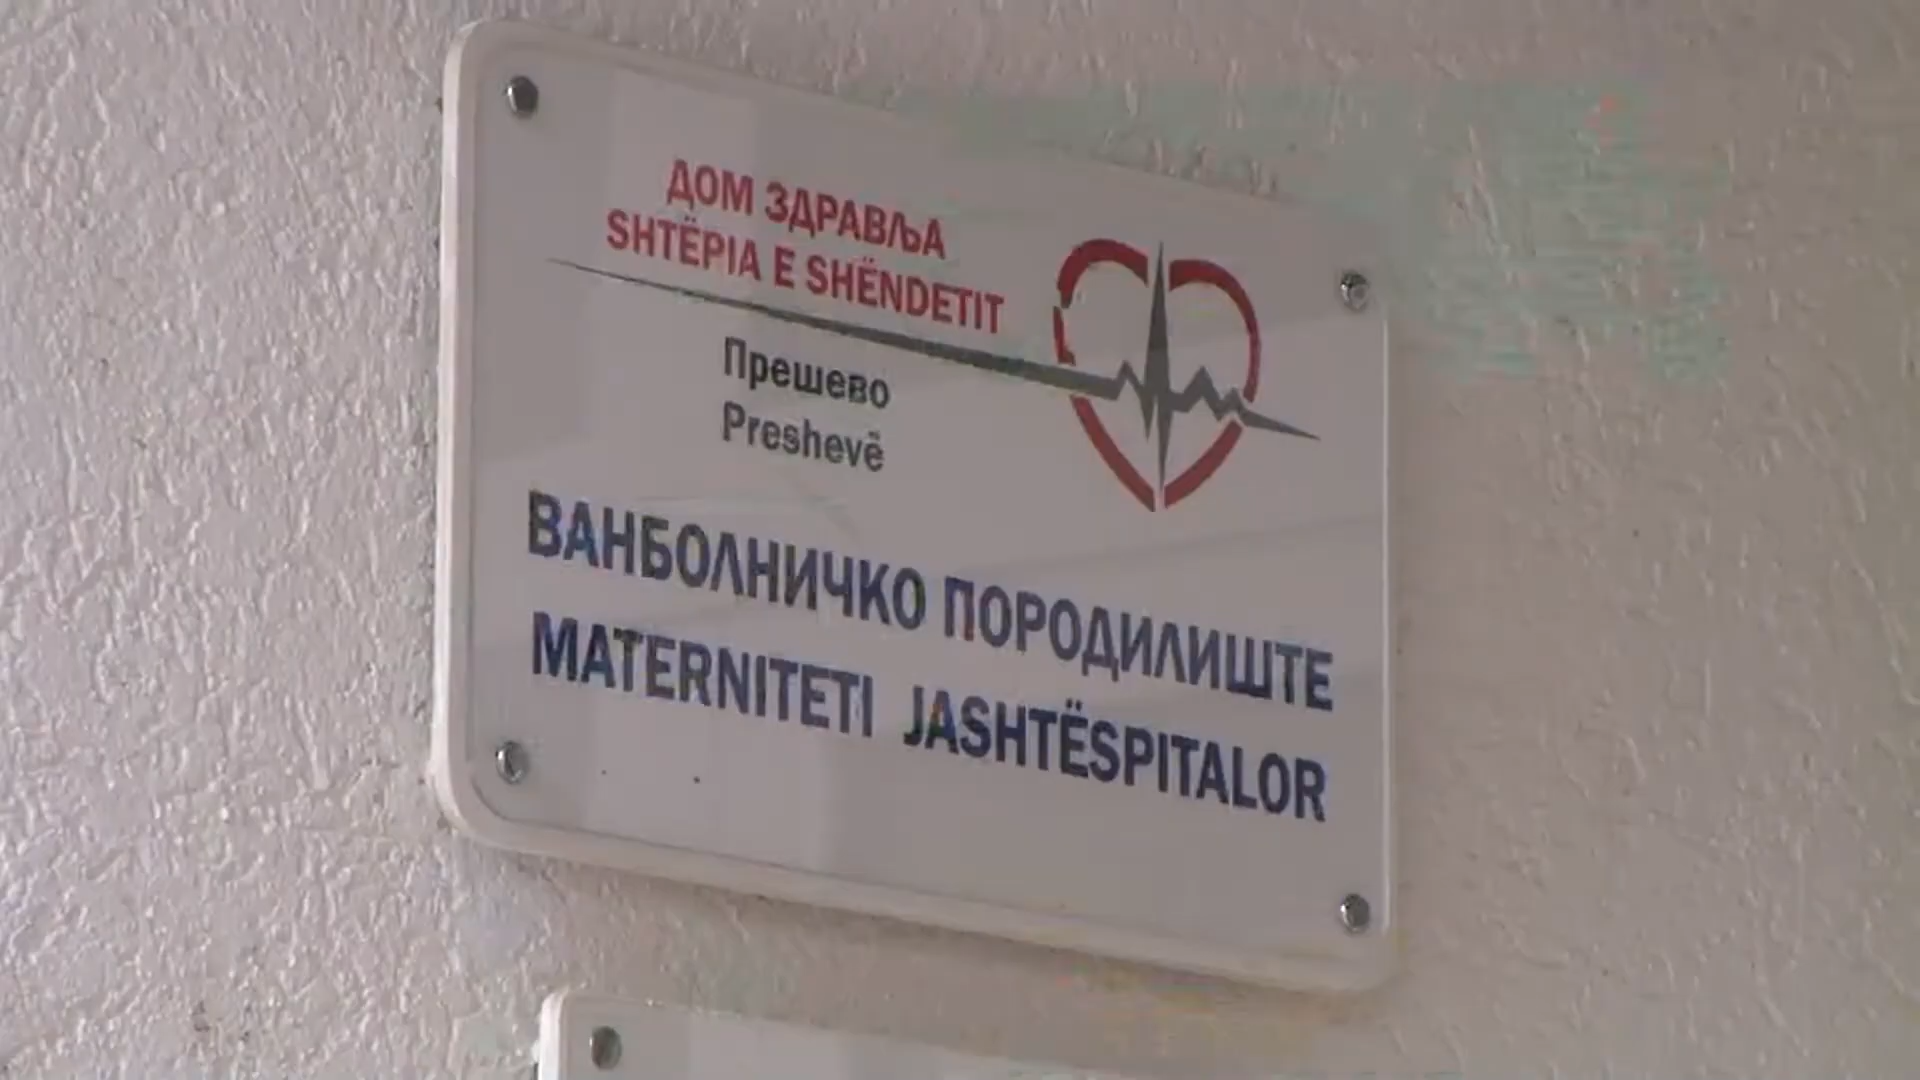 ДОМ ЗДРАВЉА
SHTËPIA E SHËNDETIT
Прешево
Preshevë
ВАНБОЛНИЧКО ПОРОДИЛИШТЕ
MATERNITETI JASHTËSPITALOR